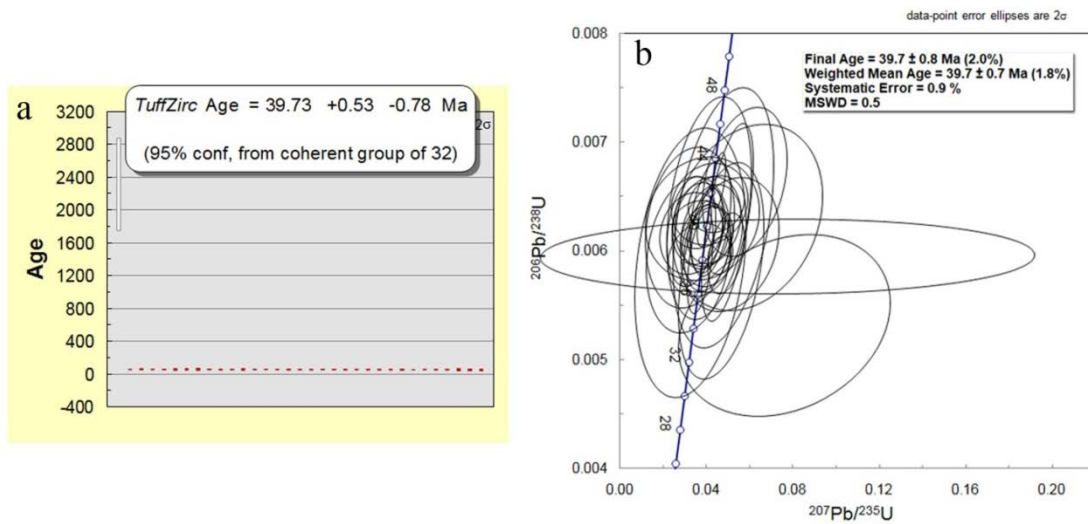 a
TuffZirc Age = 39.73 +0.53 -0.78 Ma
(95% conf, from coherent group of 32)
2σ
Age
3200
2800
2400
2000
1600
1200
800
400
0
-400
b
data-point error ellipses are 2σ
Final Age = 39.7 ± 0.8 Ma (2.0%)
Weighted Mean Age = 39.7 ± 0.7 Ma (1.8%)
Systematic Error = 0.9 %
MSWD = 0.5
206Pb/238U
0.008
0.007
0.006
0.005
0.004
48
44
32
28
0.00
0.04
0.08
0.12
0.16
0.20
207Pb/235U